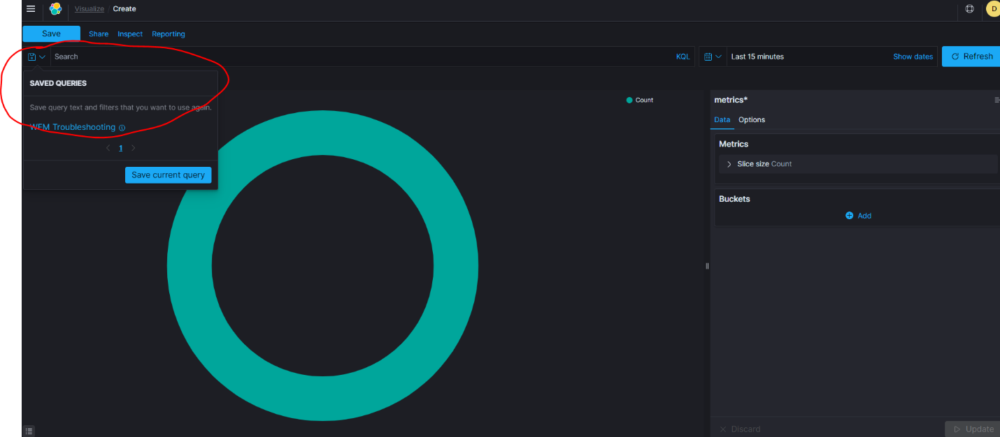 Visualize / Create
D
Save Share Inspect Reporting
Search KQL Last 15 minutes Show dates Refresh
SAVED QUERIES
Save query text and filters that you want to use again.
WFM Troubleshooting
1
Save current query
Count
metrics*
Data Options
Metrics
Slice size Count
Buckets
Add
Discard Update